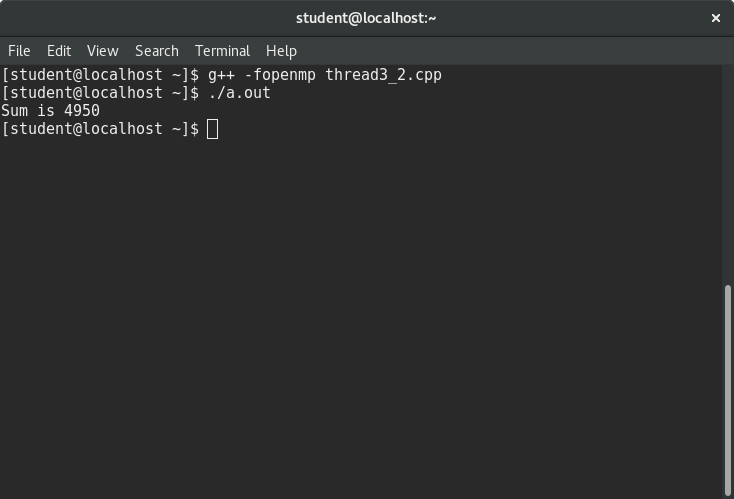 student@localhost:~ ×
File Edit View Search Terminal Help
[student@localhost ~]$ g++ -fopenmp thread3_2.cpp
[student@localhost ~]$ ./a.out
Sum is 4950
[student@localhost ~]$